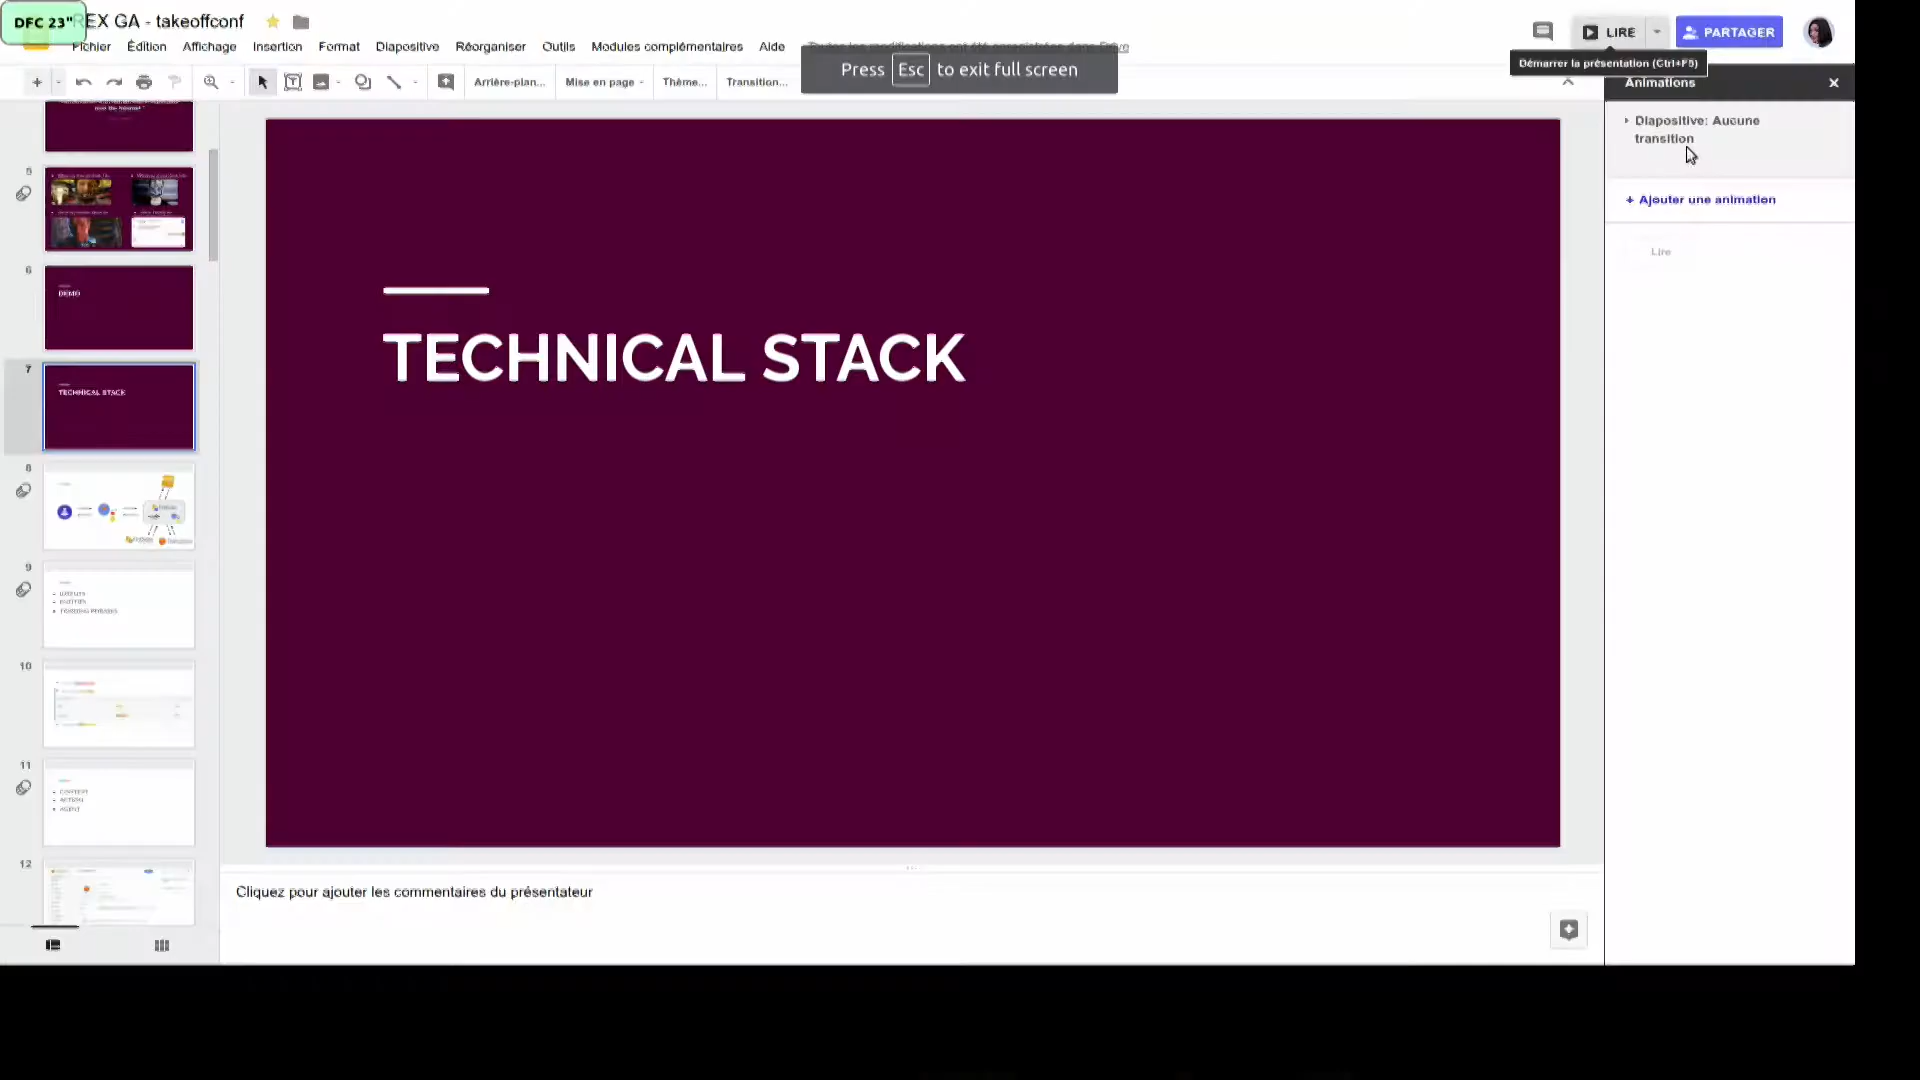 DFC 23"
REX GA - takeoffconf
Fichier Édition Affichage Insertion Format Diapositive Réorganiser Outils Modules complémentaires Aide
LIRE
PARTAGER
Press Esc to exit full screen
Démarrer la présentation (Ctrl+F5)
Arrière-plan... Mise en page Thème... Transition...
Animations
Diapositive: Aucune
transition
+ Ajouter une animation
Lire
5
6
DEMO
7
TECHNICAL STACK
8
9
10
11
12
TECHNICAL STACK
Cliquez pour ajouter les commentaires du présentateur